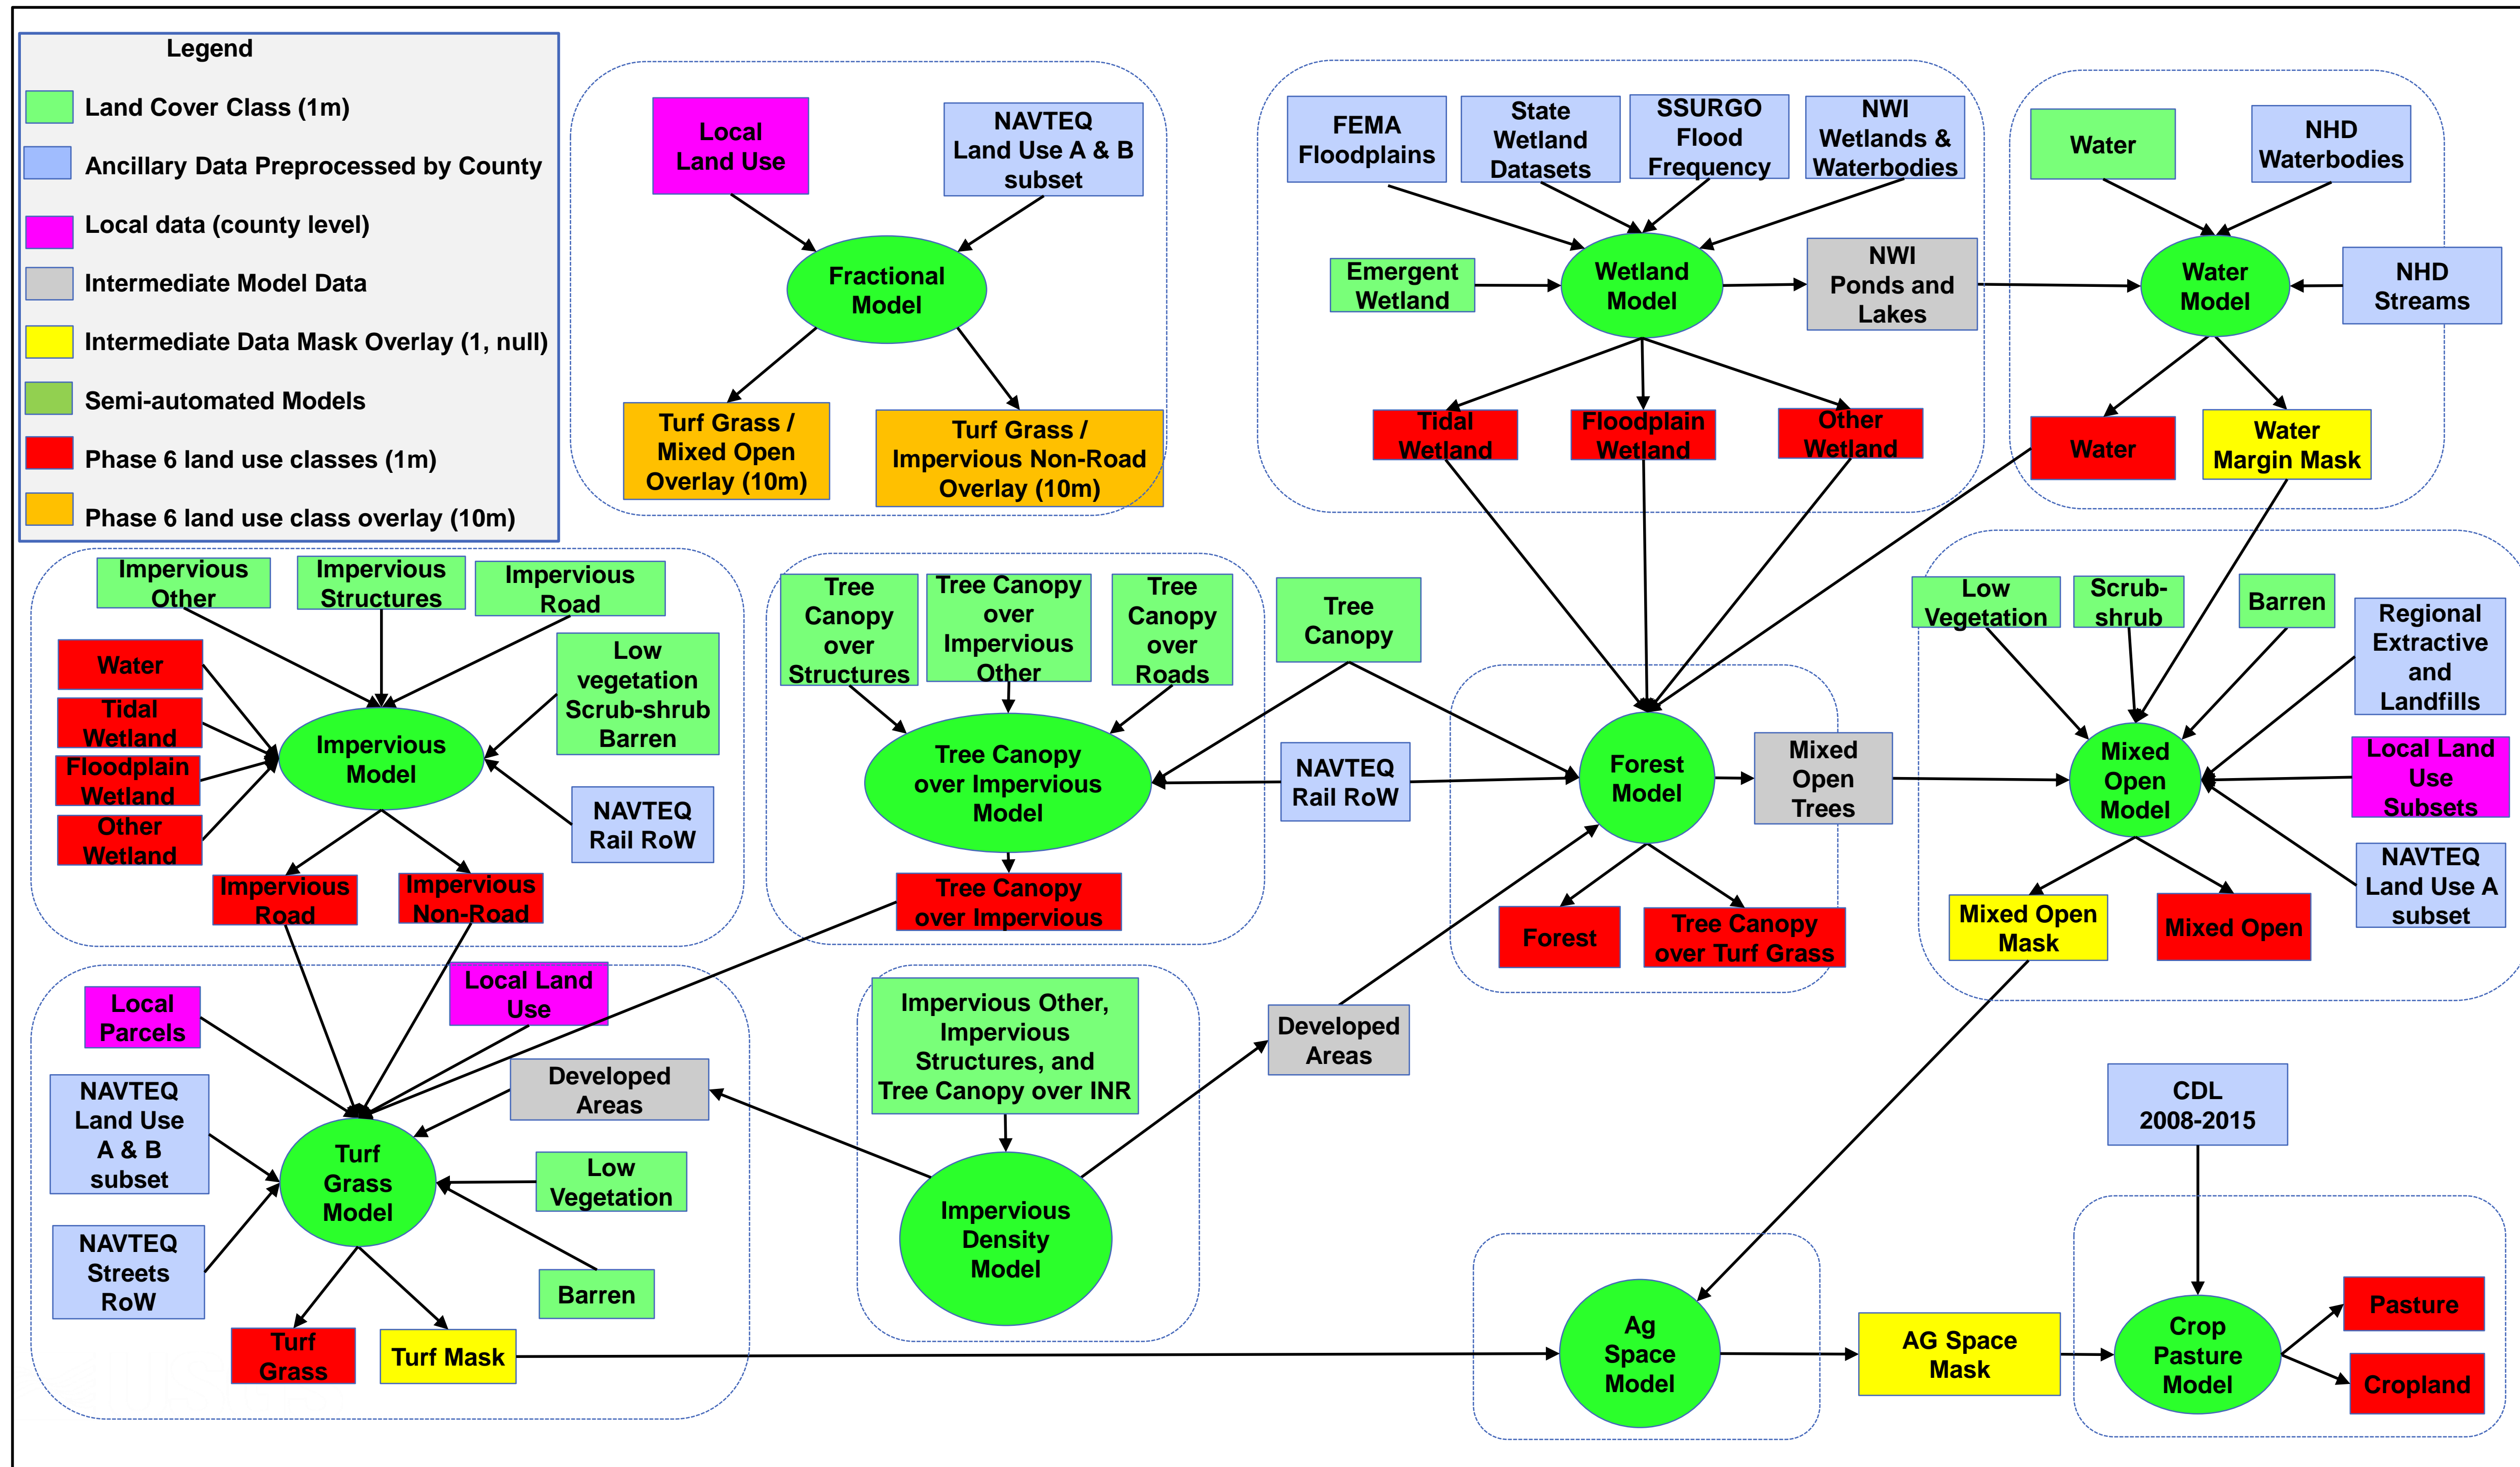 Legend
Land Cover Class (1m)
Ancillary Data Preprocessed by County
Local data (county level)
Intermediate Model Data
Intermediate Data Mask Overlay (1, null)
Semi-automated Models
Phase 6 land use classes (1m)
Phase 6 land use class overlay (10m)
Local
Land Use
NAVTEQ
Land Use A & B
subset
Fractional
Model
Turf Grass /
Mixed Open
Overlay (10m)
Turf Grass /
Impervious Non-Road
Overlay (10m)
FEMA
Floodplains
State
Wetland
Datasets
SSURGO
Flood
Frequency
NWI
Wetlands &
Waterbodies
Emergent
Wetland
Wetland
Model
NWI
Ponds and
Lakes
Tidal
Wetland
Floodplain
Wetland
Other
Wetland
Water
NHD
Waterbodies
Water
Model
NHD
Streams
Water
Water
Margin Mask
Impervious
Other
Impervious
Structures
Impervious
Road
Water
Tidal
Wetland
Floodplain
Wetland
Other
Wetland
Impervious
Model
Low
vegetation
Scrub-shrub
Barren
NAVTEQ
Rail RoW
Impervious
Road
Impervious
Non-Road
Tree
Canopy
over
Structures
Tree Canopy
over
Impervious
Other
Tree
Canopy
over
Roads
Tree Canopy
over Impervious
Model
Tree Canopy
over Impervious
Tree
Canopy
NAVTEQ
Rail RoW
Forest
Model
Mixed
Open
Trees
Forest
Tree Canopy
over Turf Grass
Low
Vegetation
Scrub-
shrub
Barren
Regional
Extractive
and
Landfills
Mixed
Open
Model
Local Land
Use
Subsets
NAVTEQ
Land Use A
subset
Mixed Open
Mask
Mixed Open
Local
Parcels
Local Land
Use
NAVTEQ
Land Use
A & B
subset
Developed
Areas
Turf
Grass
Model
Low
Vegetation
NAVTEQ
Streets
RoW
Barren
Turf
Grass
Turf Mask
Impervious Other,
Impervious
Structures, and
Tree Canopy over INR
Impervious
Density
Model
Developed
Areas
Ag
Space
Model
AG Space
Mask
CDL
2008-2015
Crop
Pasture
Model
Pasture
Cropland